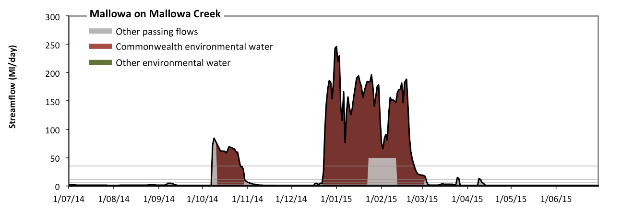 Mallowa on Mallowa Creek
Other passing flows
Commonwealth environmental water
Other environmental water
Streamflow (Ml/day)
300
250
200
150
100
50
0
1/07/14 1/08/14 1/09/14 1/10/14 1/11/14 1/12/14 1/01/15 1/02/15 1/03/15 1/04/15 1/05/15 1/06/15